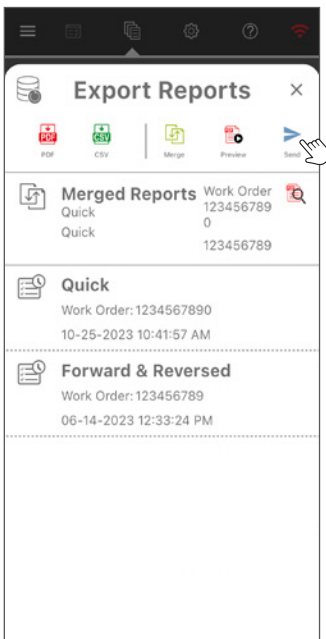 Export Reports
PDF
CSV
PDF
CSV
Merge
Preview
Send
Merged Reports
Quick
Quick
Work Order
123456789
0
123456789
Quick
Work Order: 1234567890
10-25-2023 10:41:57 AM
Forward & Reversed
Work Order: 123456789
06-14-2023 12:33:24 PM